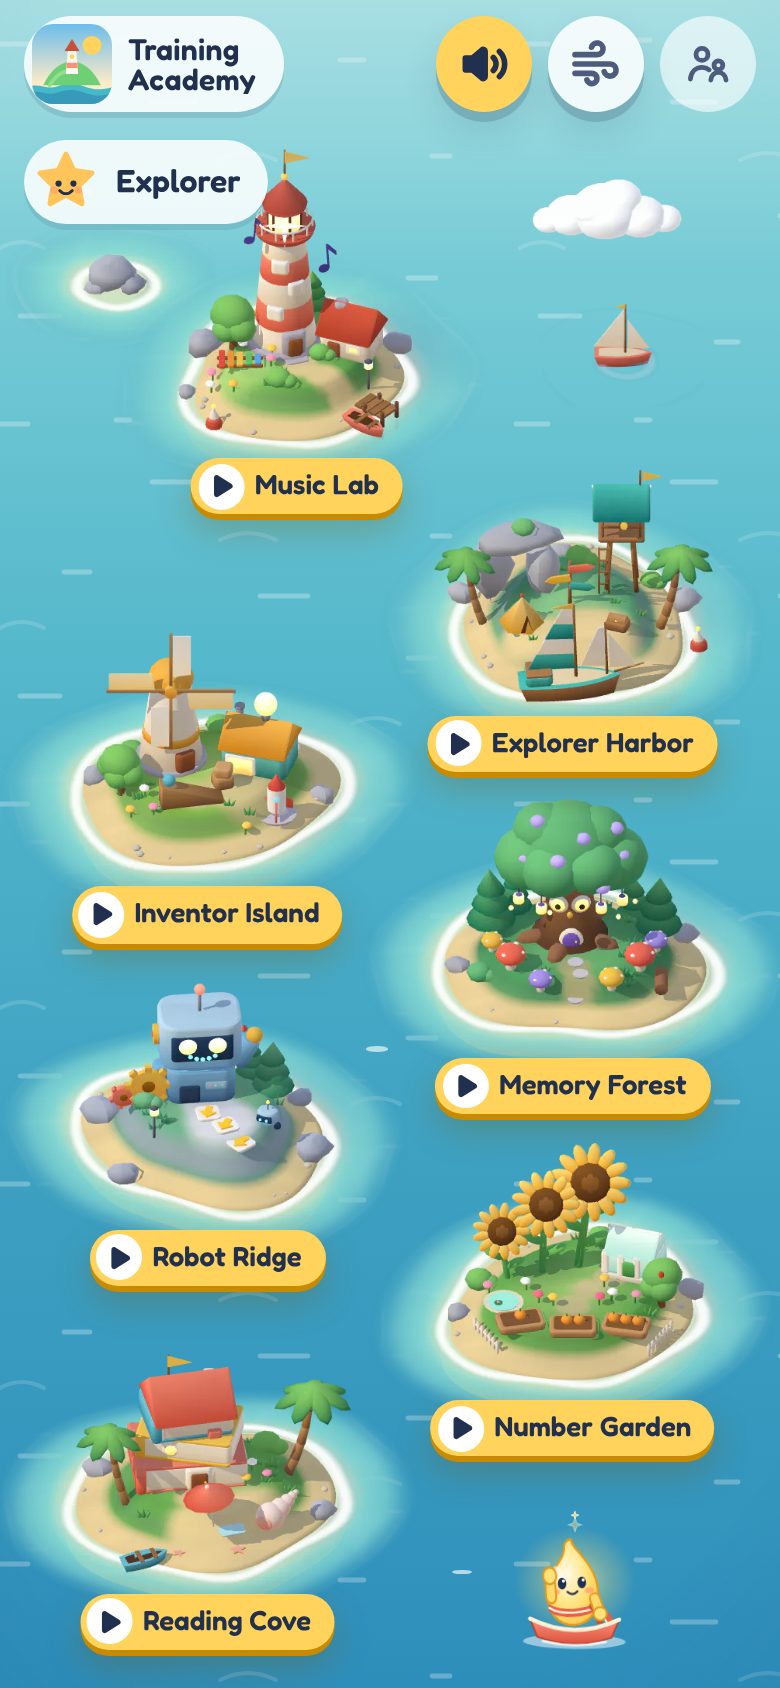 Training
Academy
Explorer
Music Lab
Explorer Harbor
Inventor Island
Memory Forest
Robot Ridge
Number Garden
Reading Cove